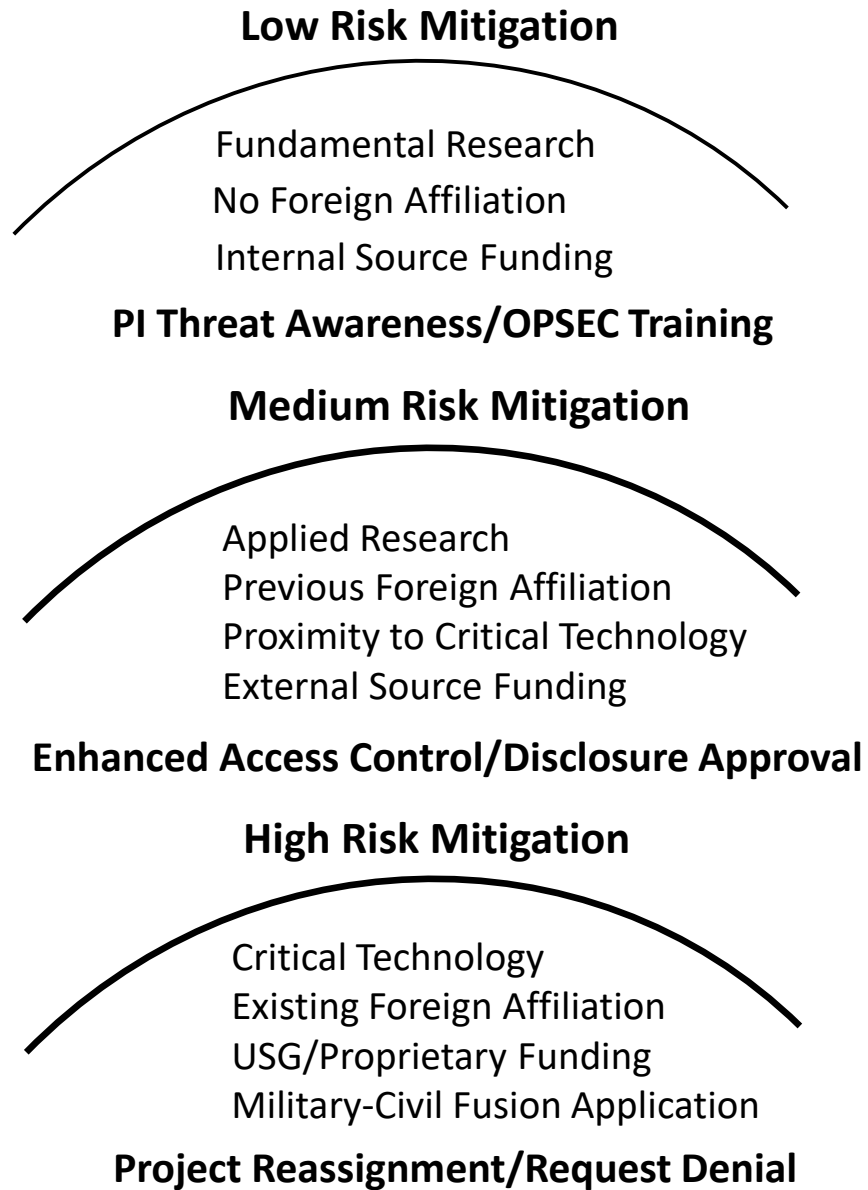 Low Risk Mitigation
Fundamental Research
No Foreign Affiliation
Internal Source Funding
PI Threat Awareness/OPSEC Training
Medium Risk Mitigation
Applied Research
Previous Foreign Affiliation
Proximity to Critical Technology
External Source Funding
Enhanced Access Control/Disclosure Approval
High Risk Mitigation
Critical Technology
Existing Foreign Affiliation
USG/Proprietary Funding
Military-Civil Fusion Application
Project Reassignment/Request Denial